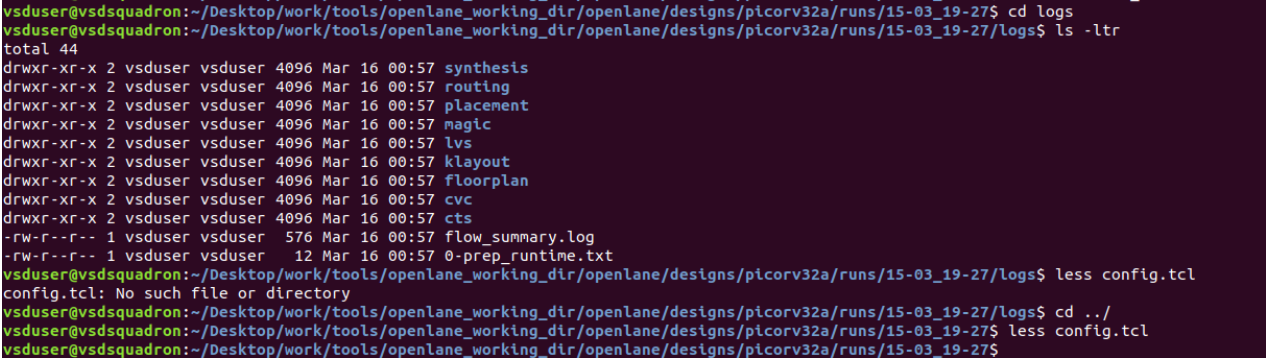 vsduser@vsdsquadron:~/Desktop/work/tools/openlane_working_dir/openlane/designs/picorv32a/runs/15-03_19-27$ cd logs
vsduser@vsdsquadron:~/Desktop/work/tools/openlane_working_dir/openlane/designs/picorv32a/runs/15-03_19-27/logs$ ls -ltr
total 44
drwxr-xr-x 2 vsduser vsduser 4096 Mar 16 00:57 synthesis
drwxr-xr-x 2 vsduser vsduser 4096 Mar 16 00:57 routing
drwxr-xr-x 2 vsduser vsduser 4096 Mar 16 00:57 placement
drwxr-xr-x 2 vsduser vsduser 4096 Mar 16 00:57 magic
drwxr-xr-x 2 vsduser vsduser 4096 Mar 16 00:57 lvs
drwxr-xr-x 2 vsduser vsduser 4096 Mar 16 00:57 klayout
drwxr-xr-x 2 vsduser vsduser 4096 Mar 16 00:57 floorplan
drwxr-xr-x 2 vsduser vsduser 4096 Mar 16 00:57 cvc
drwxr-xr-x 2 vsduser vsduser 4096 Mar 16 00:57 cts
-rw-r--r-- 1 vsduser vsduser  576 Mar 16 00:57 flow_summary.log
-rw-r--r-- 1 vsduser vsduser   12 Mar 16 00:57 0-prep_runtime.txt
vsduser@vsdsquadron:~/Desktop/work/tools/openlane_working_dir/openlane/designs/picorv32a/runs/15-03_19-27/logs$ less config.tcl
config.tcl: No such file or directory
vsduser@vsdsquadron:~/Desktop/work/tools/openlane_working_dir/openlane/designs/picorv32a/runs/15-03_19-27/logs$ cd ../
vsduser@vsdsquadron:~/Desktop/work/tools/openlane_working_dir/openlane/designs/picorv32a/runs/15-03_19-27$ less config.tcl
vsduser@vsdsquadron:~/Desktop/work/tools/openlane_working_dir/openlane/designs/picorv32a/runs/15-03_19-27$